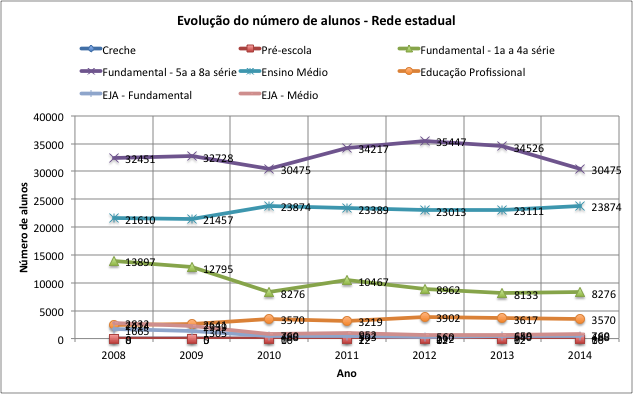 Evolução do número de alunos - Rede estadual
Creche Pré-escola Fundamental - 1a a 4a série
Fundamental - 5a a 8a série Ensino Médio Educação Profissional
EJA - Fundamental EJA - Médio
40000
35000
30000
25000
20000
15000
10000
5000
0
32451 32728 30475 34217 35447 34526 30475
21610 21457 23874 23389 23013 23111 23874
13897 12795 8276 10467 8962 8133 8276
3570 3219 3902 3617 3570
2008 2009 2010 2011 2012 2013 2014
Número de alunos
Ano